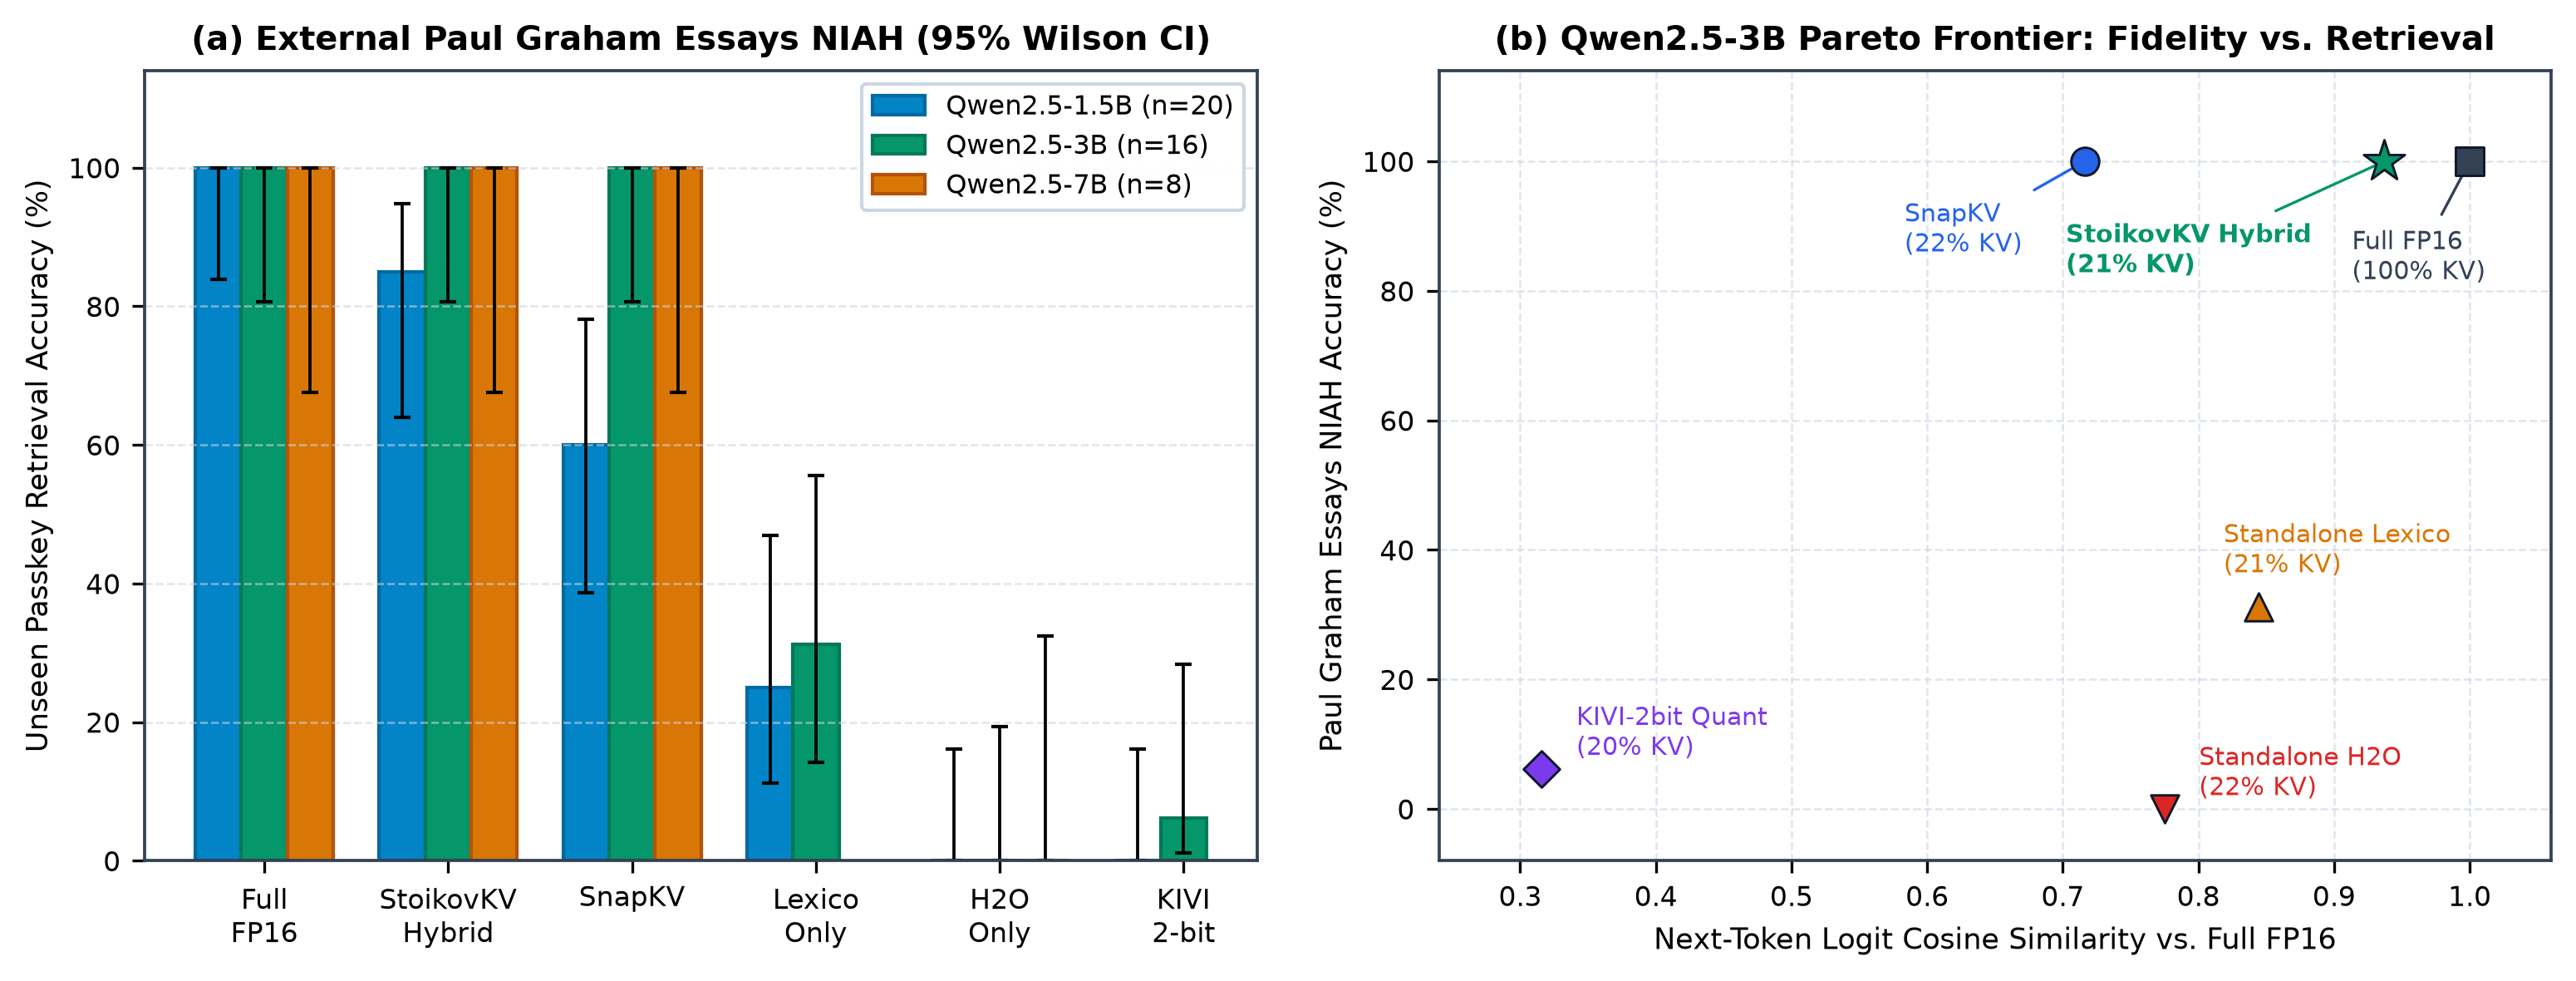 (a) External Paul Graham Essays NIAH (95% Wilson CI)
Unseen Passkey Retrieval Accuracy (%)
100
80
60
40
20
0
Qwen2.5-1.5B (n=20)
Qwen2.5-3B (n=16)
Qwen2.5-7B (n=8)
Full
FP16
StoikovKV
Hybrid
SnapKV
Lexico
Only
H2O
Only
KIVI
2-bit
(b) Qwen2.5-3B Pareto Frontier: Fidelity vs. Retrieval
Paul Graham Essays NIAH Accuracy (%)
100
80
60
40
20
0
SnapKV
(22% KV)
StoikovKV Hybrid
(21% KV)
Full FP16
(100% KV)
Standalone Lexico
(21% KV)
KIVI-2bit Quant
(20% KV)
Standalone H2O
(22% KV)
0.3
0.4
0.5
0.6
0.7
0.8
0.9
1.0
Next-Token Logit Cosine Similarity vs. Full FP16